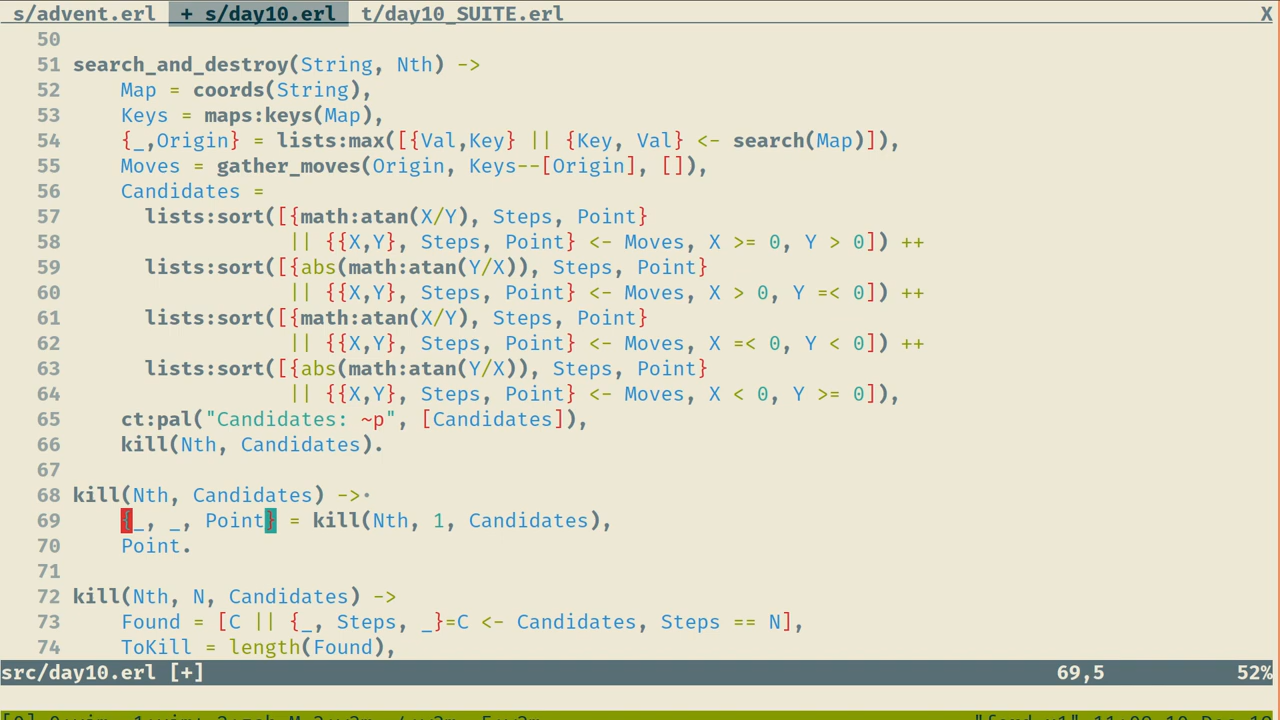 s/advent.erl  + s/day10.erl  t/day10_SUITE.erl  X
50
51 search_and_destroy(String, Nth) ->
52     Map = coords(String),
53     Keys = maps:keys(Map),
54     {_,Origin} = lists:max([{Val,Key} || {Key, Val} <- search(Map)]),
55     Moves = gather_moves(Origin, Keys--[Origin], []),
56     Candidates =
57       lists:sort([{math:atan(X/Y), Steps, Point}
58                   || {{X,Y}, Steps, Point} <- Moves, X >= 0, Y > 0]) ++
59       lists:sort([{abs(math:atan(Y/X)), Steps, Point}
60                   || {{X,Y}, Steps, Point} <- Moves, X > 0, Y =< 0]) ++
61       lists:sort([{math:atan(X/Y), Steps, Point}
62                   || {{X,Y}, Steps, Point} <- Moves, X =< 0, Y < 0]) ++
63       lists:sort([{abs(math:atan(Y/X)), Steps, Point}
64                   || {{X,Y}, Steps, Point} <- Moves, X < 0, Y >= 0]),
65     ct:pal("Candidates: ~p", [Candidates]),
66     kill(Nth, Candidates).
67
68 kill(Nth, Candidates) ->·
69     {_, _, Point} = kill(Nth, 1, Candidates),
70     Point.
71
72 kill(Nth, N, Candidates) ->
73     Found = [C || {_, Steps, _}=C <- Candidates, Steps == N],
74     ToKill = length(Found),
src/day10.erl [+]  69,5  52%